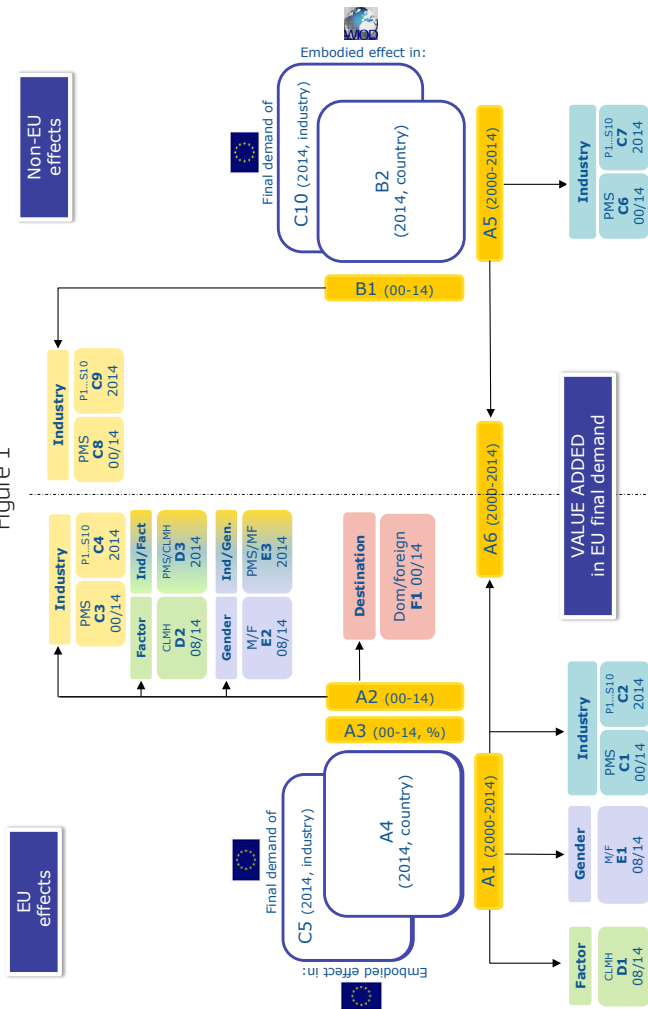 Figure 1
EU
effects
Non-EU
effects
Final demand of
C5 (2014, industry)
A4
(2014, country)
Embodied effect in:
A3 (00-14, %)
A2 (00-14)
Industry
PMS
C3
00/14
P1...S10
C4
2014
Factor
CLMH
D2
08/14
Ind/Fact
PMS/CLMH
D3
2014
Gender
M/F
E2
08/14
Ind/Gen.
PMS/MF
E3
2014
Destination
Dom/foreign
F1 00/14
Industry
PMS
C8
00/14
P1...S10
C9
2014
B1 (00-14)
Final demand of
C10 (2014, industry)
B2
(2014, country)
Embodied effect in:
WIOD
A1 (2000-2014)
A6 (2000-2014)
A5 (2000-2014)
Factor
CLMH
D1
08/14
Gender
M/F
E1
08/14
Industry
PMS
C1
00/14
P1...S10
C2
2014
VALUE ADDED
in EU final demand
Industry
PMS
C6
00/14
P1...S10
C7
2014